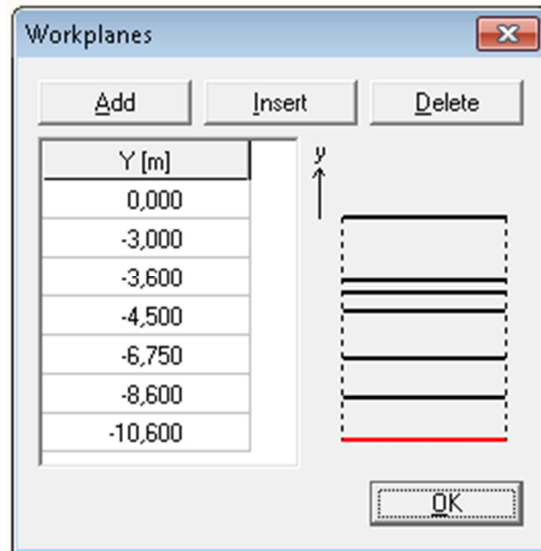 Workplanes
Add Insert Delete
Y [m]
y
0,000
-3,000
-3,600
-4,500
-6,750
-8,600
-10,600
OK